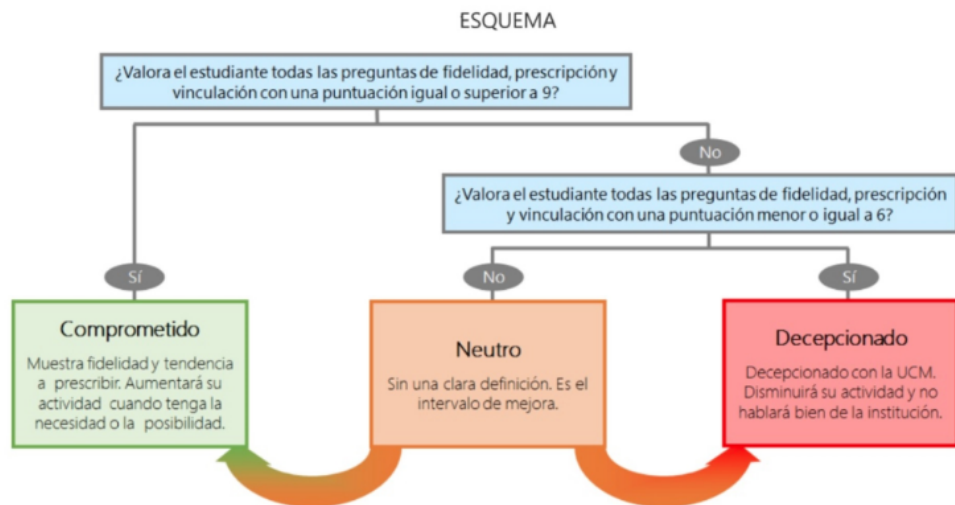 ESQUEMA
¿Valora el estudiante todas las preguntas de fidelidad, prescripción y
vinculación con una puntuación igual o superior a 9?
No
¿Valora el estudiante todas las preguntas de fidelidad, prescripción
y vinculación con una puntuación menor o igual a 6?
Sí
No
Sí
Comprometido
Muestra fidelidad y tendencia
a prescribir. Aumentará su
actividad cuando tenga la
necesidad o la posibilidad.
Neutro
Sin una clara definición. Es el
intervalo de mejora.
Decepcionado
Decepcionado con la UCM.
Disminuirá su actividad y no
hablará bien de la institución.